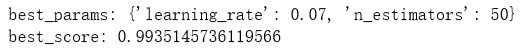 best_params: {'learning_rate': 0.07, 'n_estimators': 50}
best_score: 0.9935145736119566